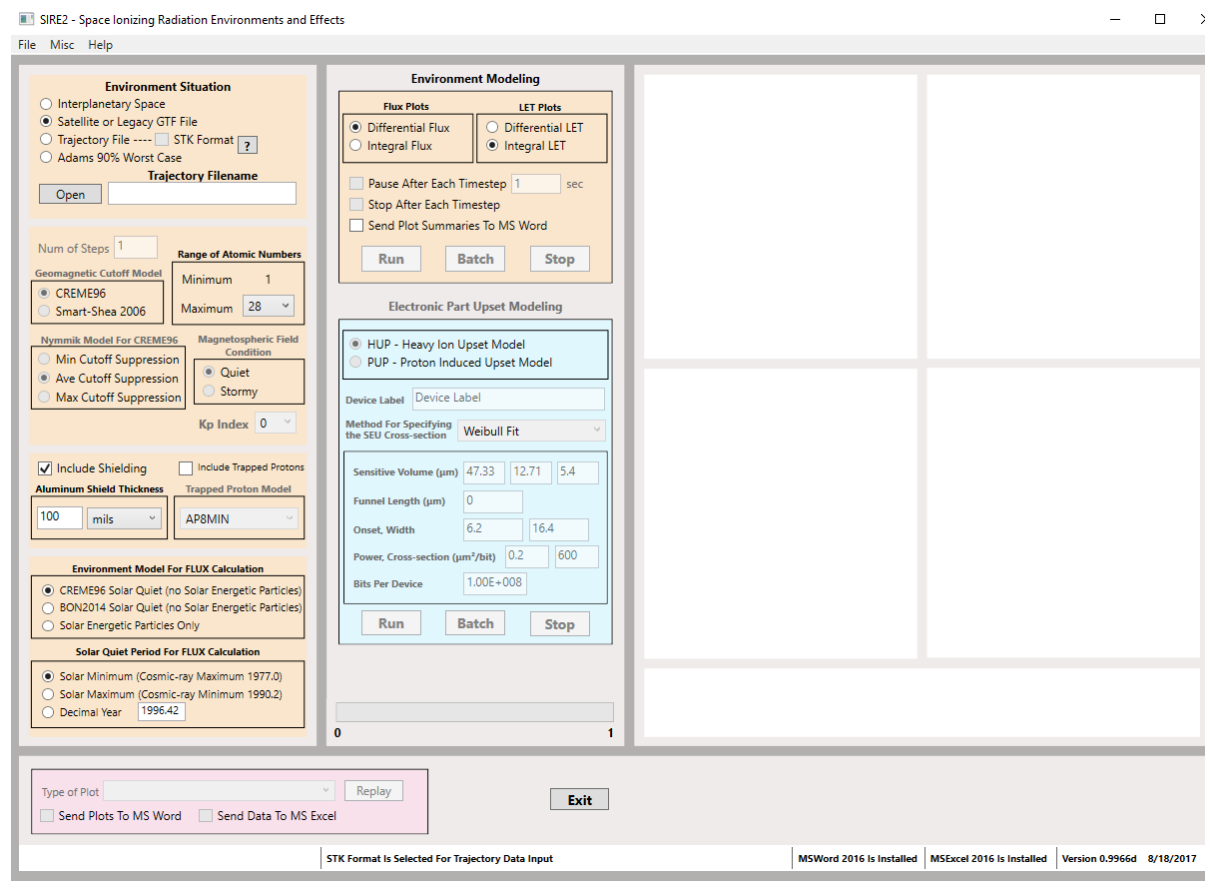 SIRE2 - Space Ionizing Radiation Environments and Effects
File Misc Help
Environment Situation
Interplanetary Space
Satellite or Legacy GTF File
Trajectory File ---- STK Format ?
Adams 90% Worst Case
Trajectory Filename
Open
Num of Steps 1
Range of Atomic Numbers
Minimum 1
Maximum 28
Geomagnetic Cutoff Model
CREME96
Smart-Shea 2006
Nymmik Model For CREME96
Min Cutoff Suppression
Ave Cutoff Suppression
Max Cutoff Suppression
Magnetospheric Field
Condition
Quiet
Stormy
Kp Index 0
Include Shielding
Include Trapped Protons
Aluminum Shield Thickness
100 mils
Trapped Proton Model
AP8MIN
Environment Model For FLUX Calculation
CREME96 Solar Quiet (no Solar Energetic Particles)
BON2014 Solar Quiet (no Solar Energetic Particles)
Solar Energetic Particles Only
Solar Quiet Period For FLUX Calculation
Solar Minimum (Cosmic-ray Maximum 1977.0)
Solar Maximum (Cosmic-ray Minimum 1990.2)
Decimal Year 1996.42
Environment Modeling
Flux Plots
Differential Flux
Integral Flux
LET Plots
Differential LET
Integral LET
Pause After Each Timestep 1 sec
Stop After Each Timestep
Send Plot Summaries To MS Word
Run Batch Stop
Electronic Part Upset Modeling
HUP - Heavy Ion Upset Model
PUP - Proton Induced Upset Model
Device Label Device Label
Method For Specifying
the SEU Cross-section Weibull Fit
Sensitive Volume (µm) 47.33 12.71 5.4
Funnel Length (µm) 0
Onset, Width 6.2 16.4
Power, Cross-section (µm²/bit) 0.2 600
Bits Per Device 1.00E+008
Run Batch Stop
0 1
Type of Plot Replay
Send Plots To MS Word Send Data To MS Excel
Exit
STK Format Is Selected For Trajectory Data Input
MSWord 2016 Is Installed
MSExcel 2016 Is Installed
Version 0.9966d 8/18/2017